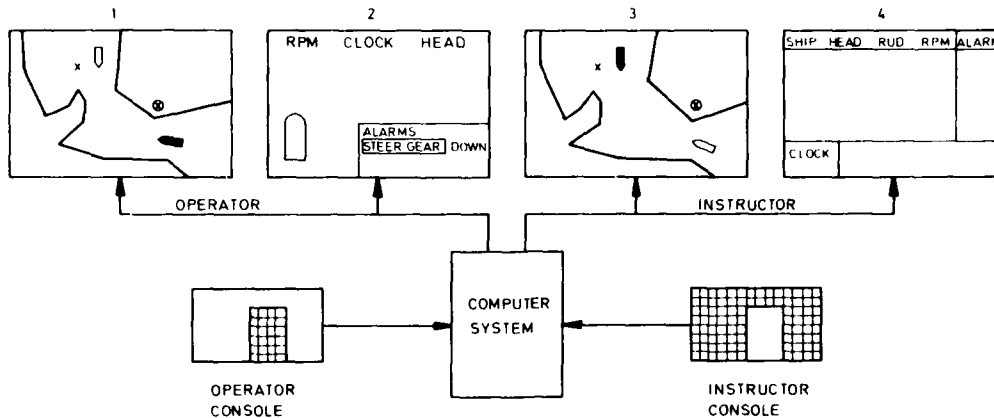 1 2 3 4
RPM CLOCK HEAD
SHIP HEAD RUD RPM ALARM
x
x
ALARMS
STEER GEAR DOWN
CLOCK
OPERATOR
INSTRUCTOR
COMPUTER
SYSTEM
OPERATOR
CONSOLE
INSTRUCTOR
CONSOLE